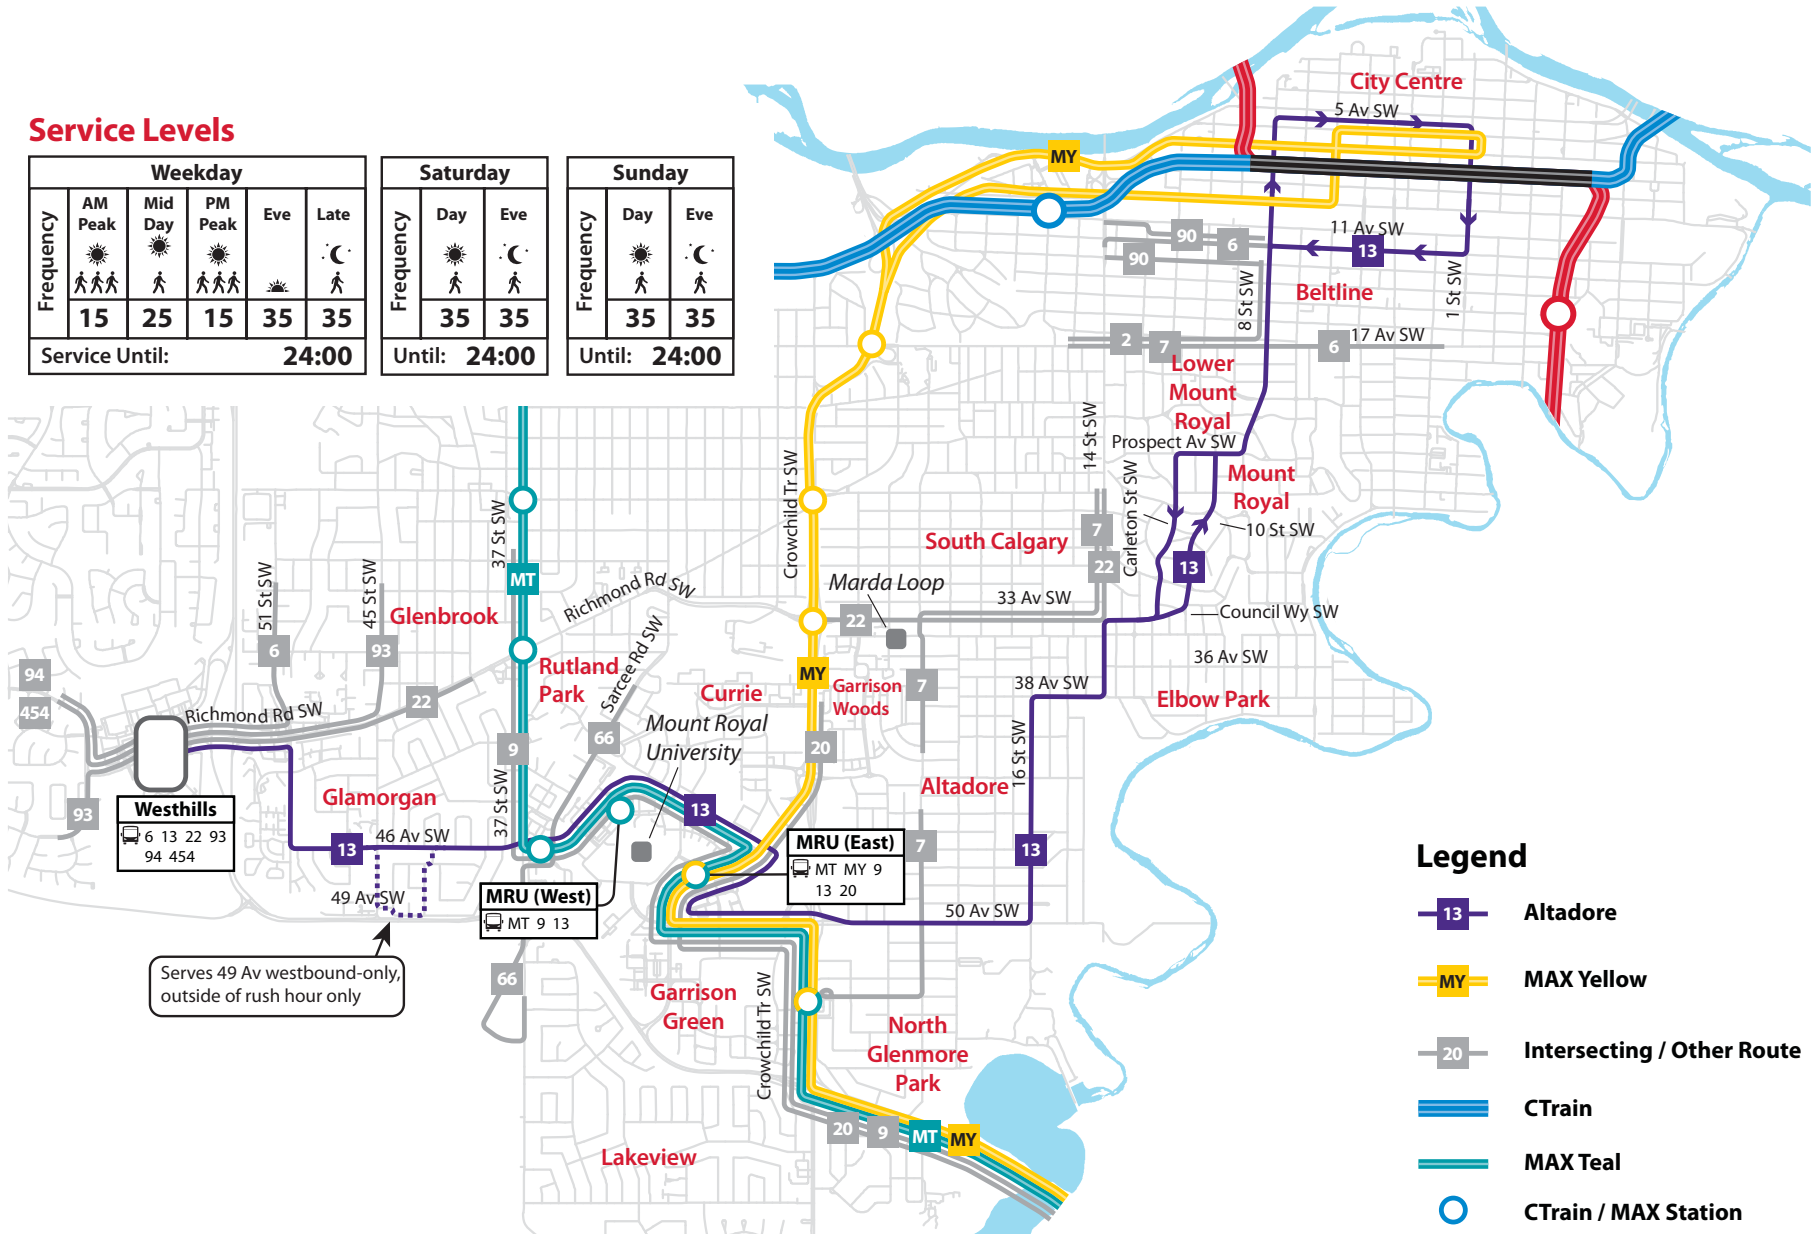 Service Levels
Weekday
Frequency
AM Peak
Mid Day
PM Peak
Eve
Late
15 25 15 35 35
Service Until: 24:00
Saturday
Frequency
Day
Eve
35 35
Until: 24:00
Sunday
Frequency
Day
Eve
35 35
Until: 24:00
City Centre
5 Av SW
MY
90
6
90
11 Av SW
13
Beltline
8 St SW
1 St SW
2
7
6
17 Av SW
Lower
Mount
Royal
Prospect Av SW
14 St SW
Carleton St SW
Mount
Royal
10 St SW
7
22
13
South Calgary
Crowchild Tr SW
37 St SW
MT
Richmond Rd SW
Marda Loop
33 Av SW
Council Wy SW
22
51 St SW
45 St SW
Glenbrook
6
93
94
454
22
Richmond Rd SW
Rutland
Park
Sarcee Rd SW
Currie
Mount Royal
University
MY
Garrison
Woods
7
36 Av SW
38 Av SW
Elbow Park
9
66
20
16 St SW
Altadore
Westhills
6 13 22 93
94 454
93
Glamorgan
37 St SW
13
46 Av SW
13
MRU (East)
MT MY 9
13 20
7
13
49 Av SW
MRU (West)
MT 9 13
50 Av SW
Serves 49 Av westbound-only,
outside of rush hour only
66
Garrison
Green
Crowchild Tr SW
North
Glenmore
Park
20
9
MT
MY
Lakeview
Legend
13 Altadore
MY MAX Yellow
20 Intersecting / Other Route
CTrain
MAX Teal
CTrain / MAX Station